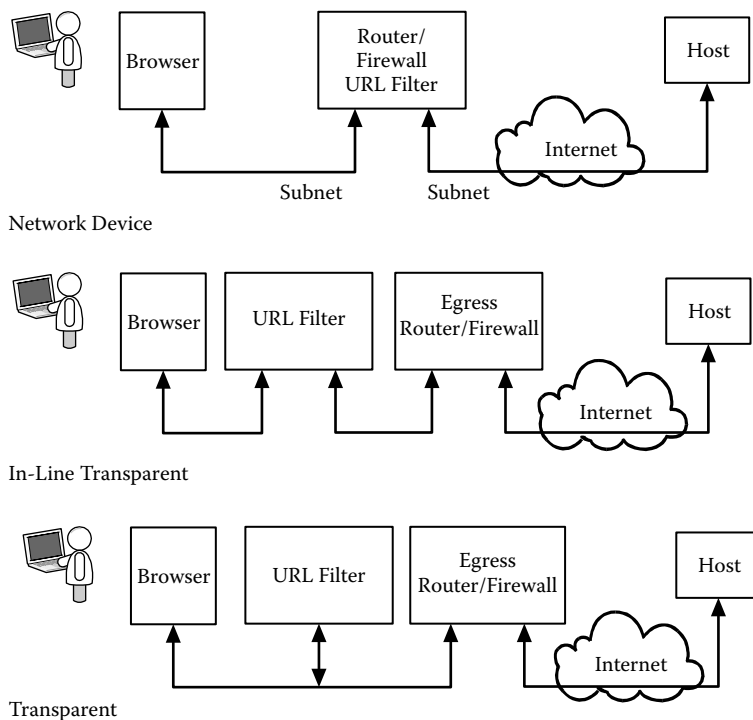 Browser
Router/
Firewall
URL Filter
Host
Internet
Subnet
Subnet
Network Device
Browser
URL Filter
Egress
Router/Firewall
Host
Internet
In-Line Transparent
Browser
URL Filter
Egress
Router/Firewall
Host
Internet
Transparent